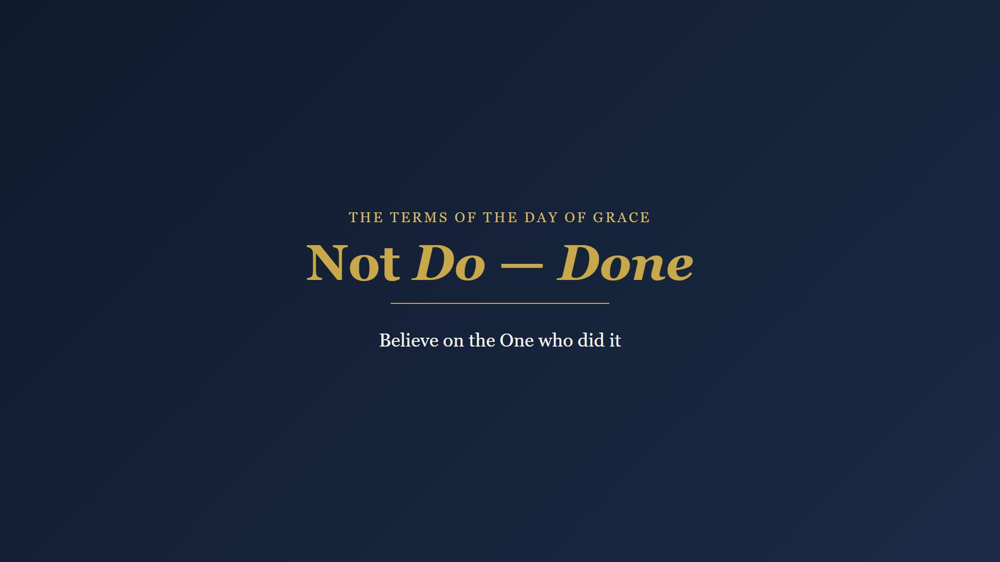 THE TERMS OF THE DAY OF GRACE
Not Do — Done
Believe on the One who did it